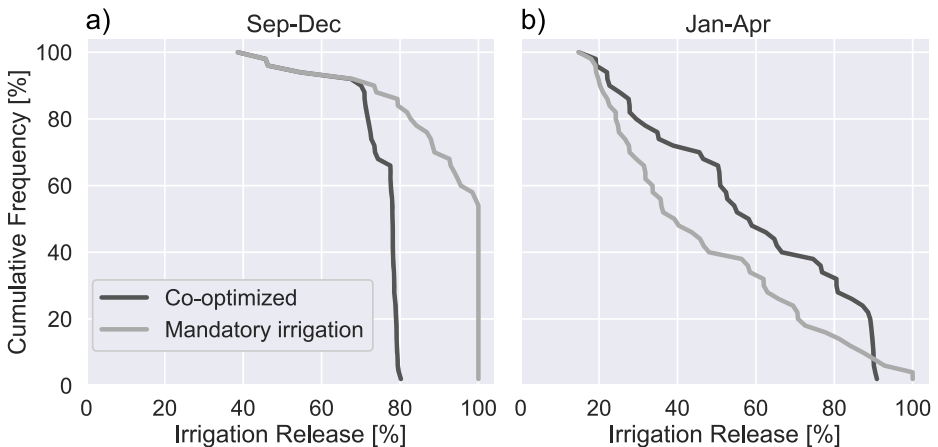 a)
Sep-Dec
b)
Jan-Apr
Cumulative Frequency [%]
100
80
60
40
20
0
Co-optimized
Mandatory irrigation
0 20 40 60 80 100
0 20 40 60 80 100
Irrigation Release [%]
Irrigation Release [%]